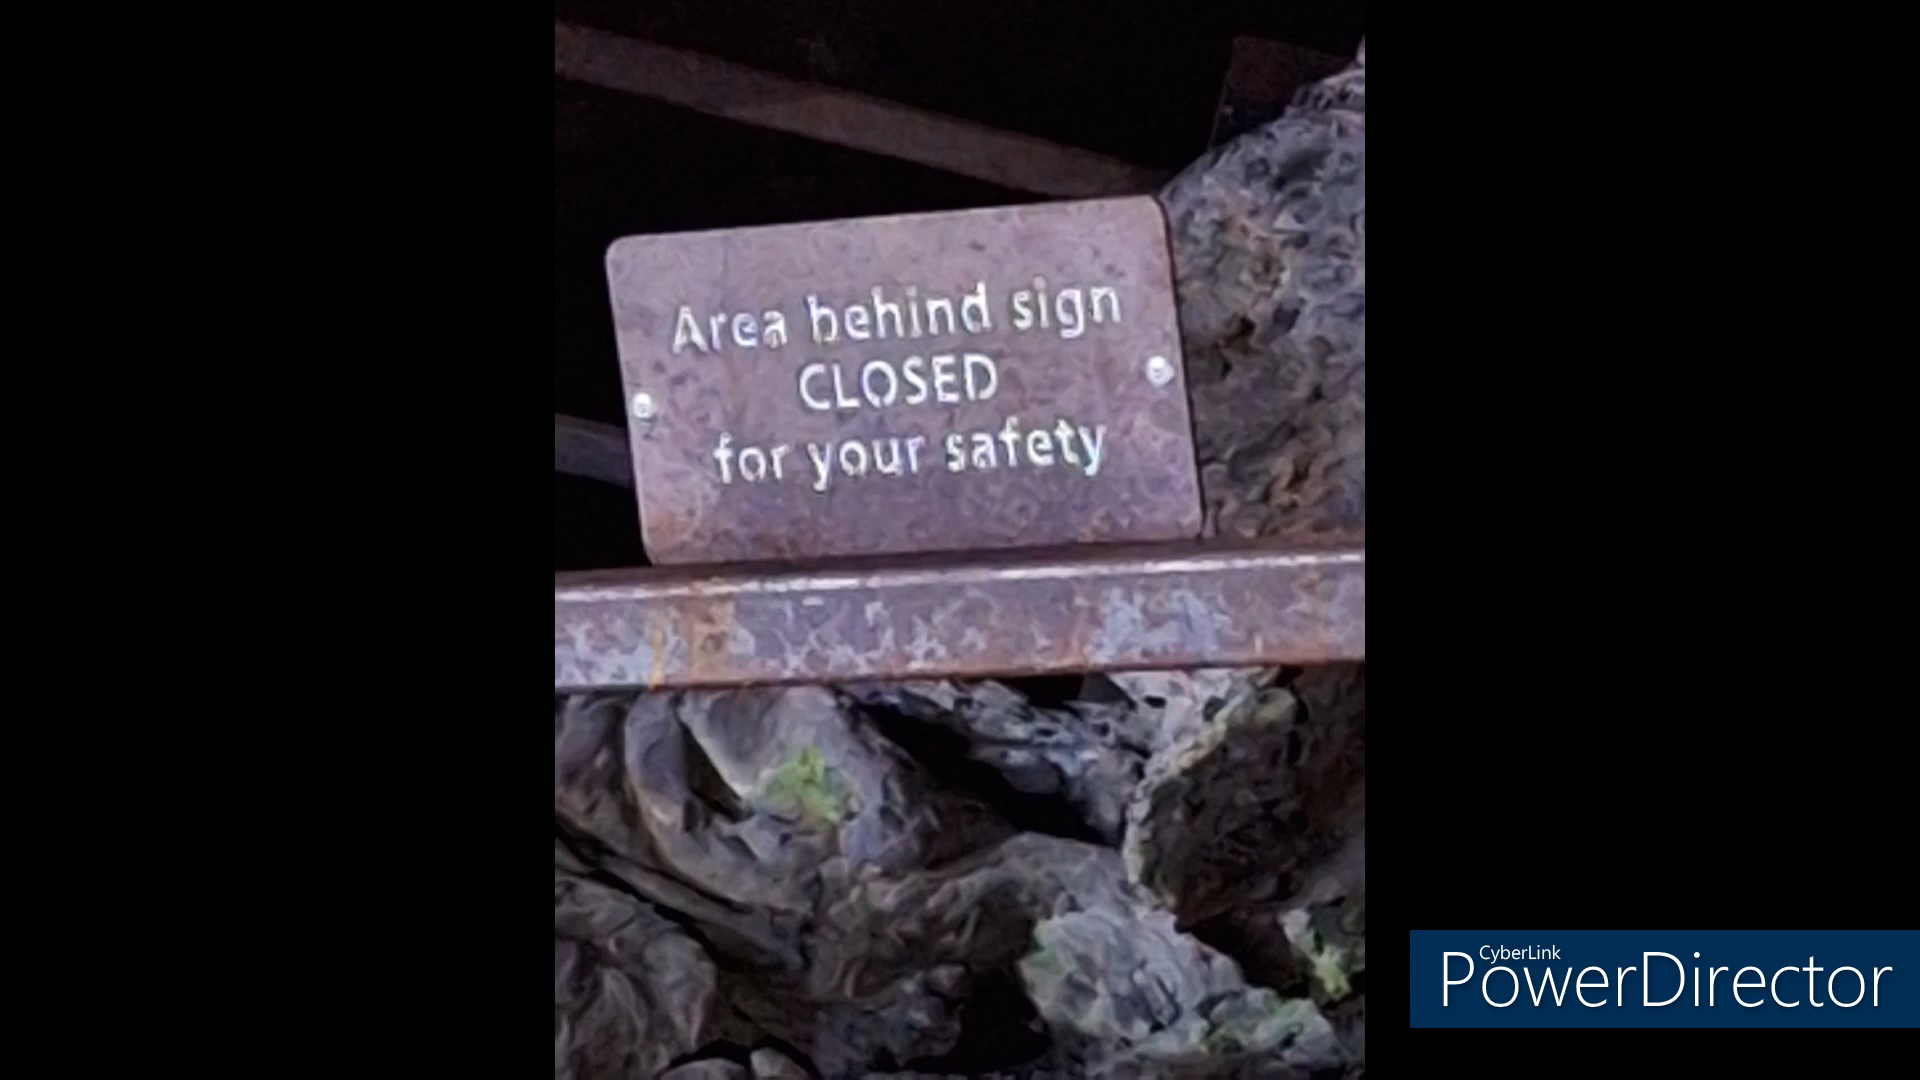 Area behind sign
CLOSED
for your safety
CyberLink
PowerDirector